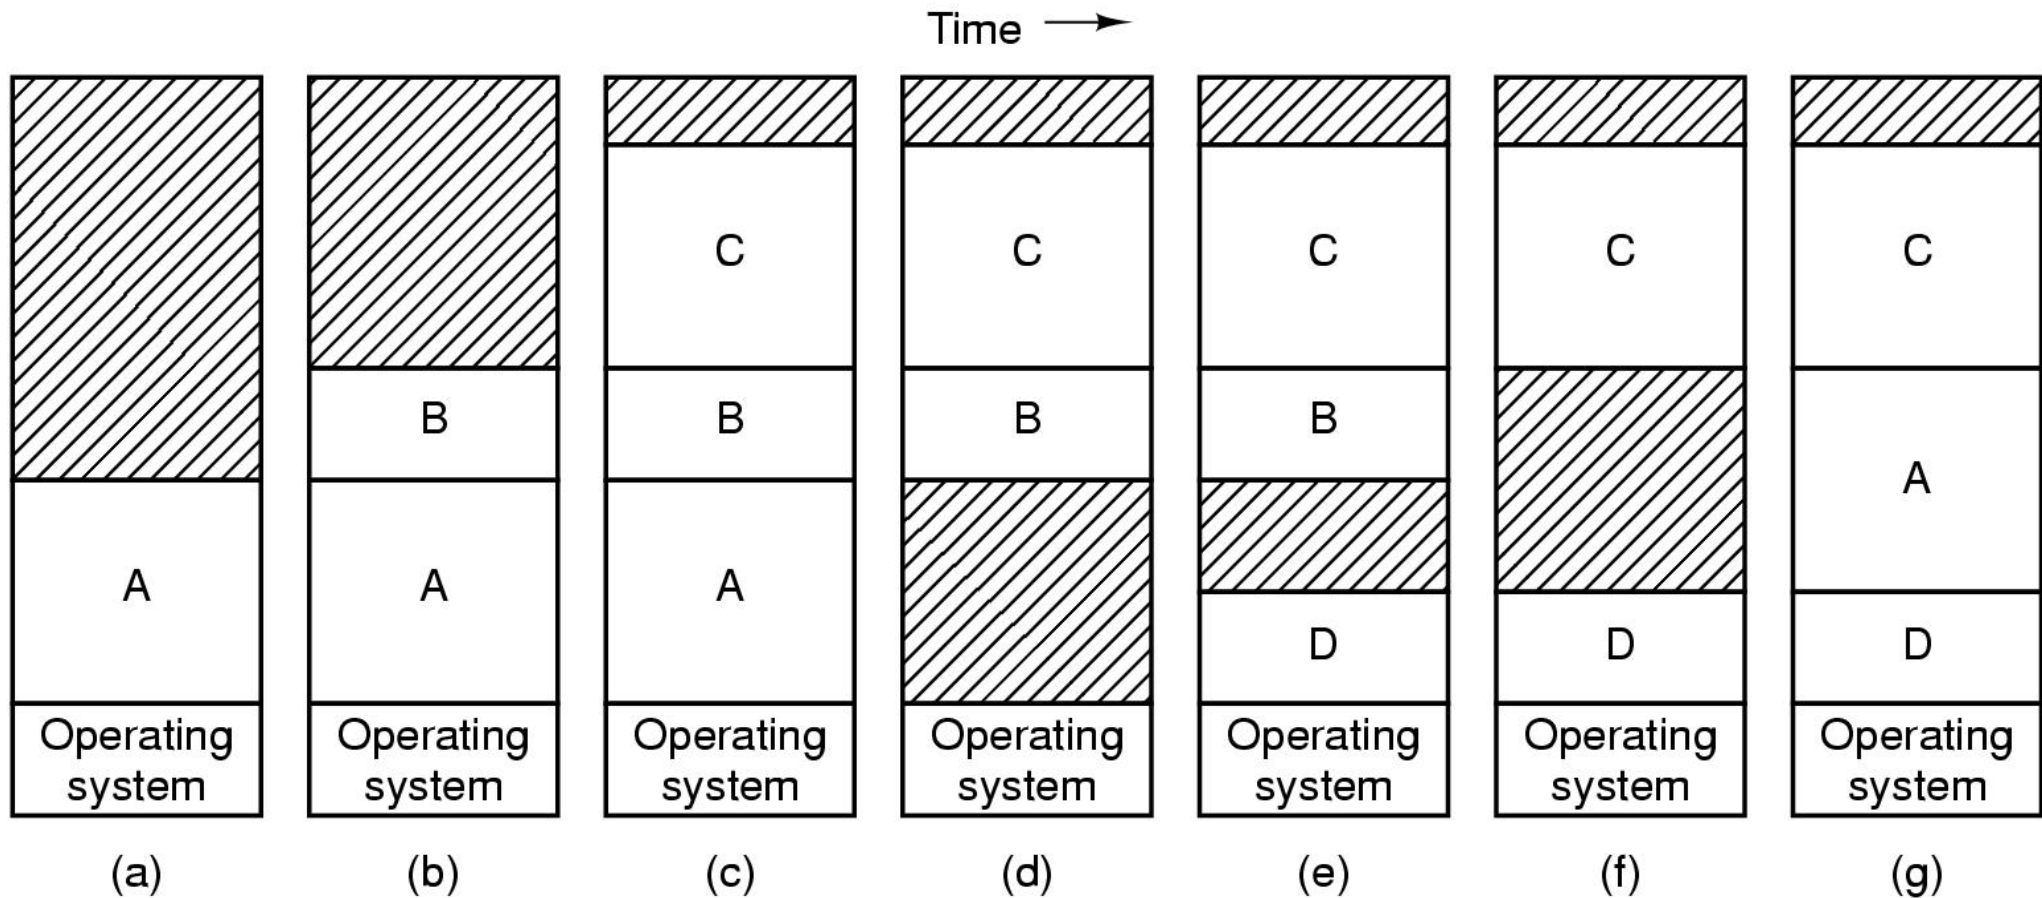 Time
C
C
C
C
C
B
B
B
B
A
A
A
A
D
D
D
Operating
system
Operating
system
Operating
system
Operating
system
Operating
system
Operating
system
Operating
system
(a)
(b)
(c)
(d)
(e)
(f)
(g)